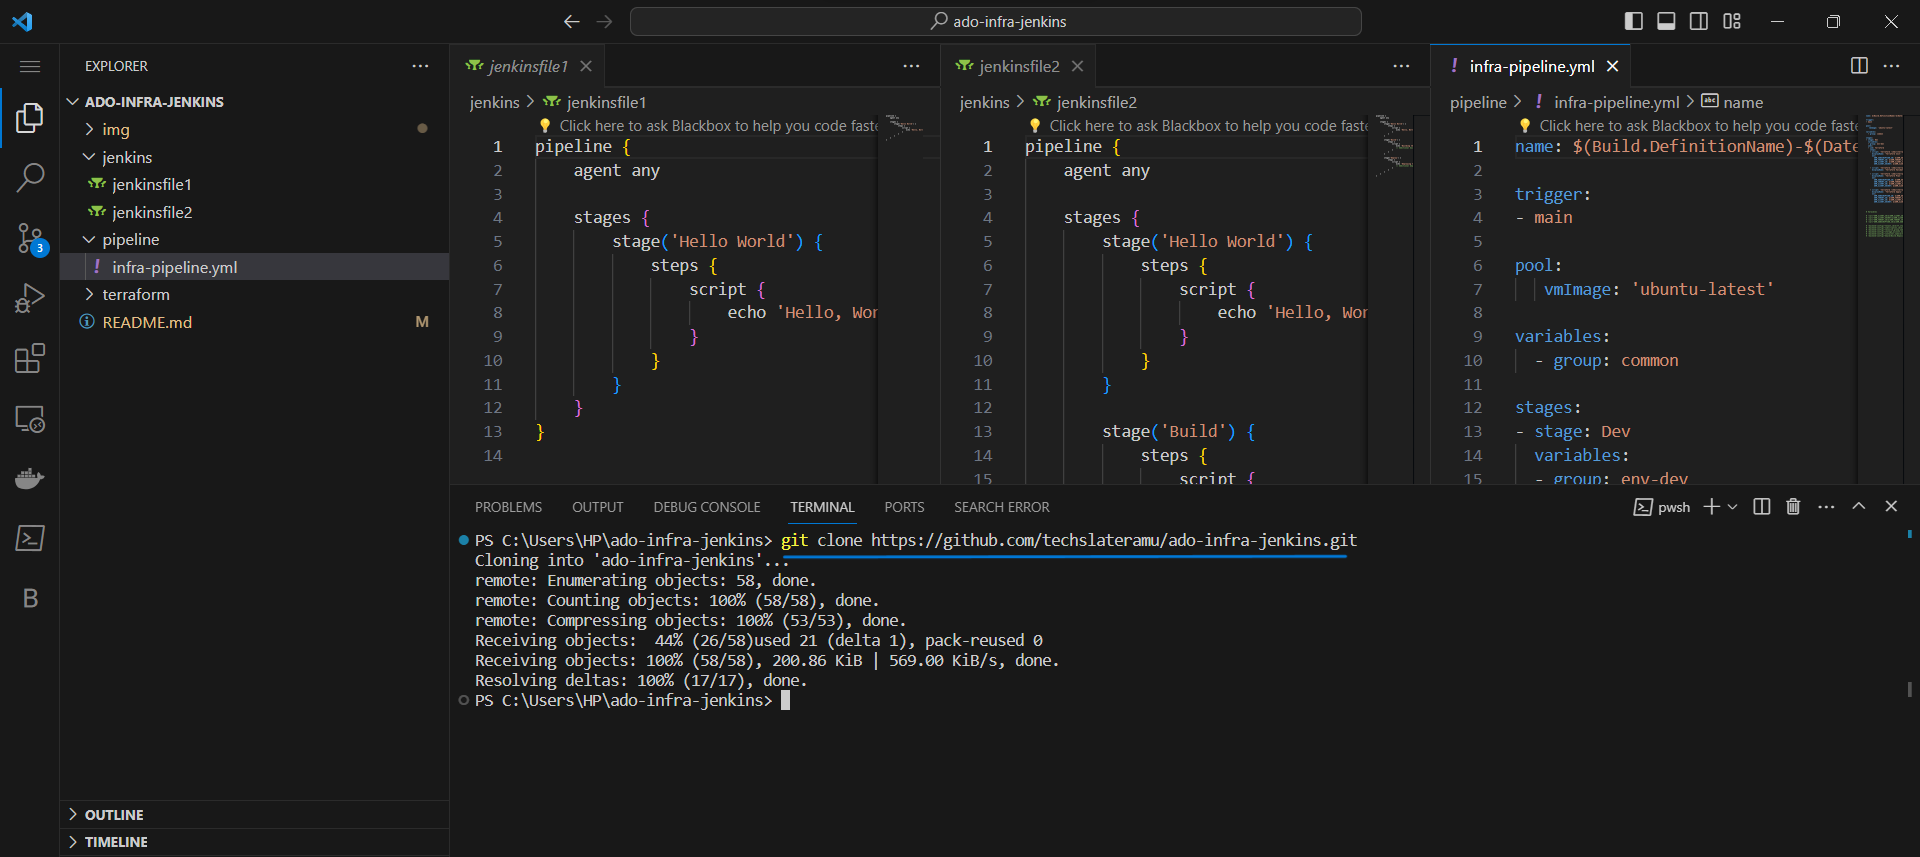 ado-infra-jenkins
EXPLORER
ADO-INFRA-JENKINS
img
jenkins
jenkinsfile1
jenkinsfile2
pipeline
! infra-pipeline.yml
terraform
README.md M
3
B
OUTLINE
TIMELINE
jenkinsfile1
jenkins > jenkinsfile1
Click here to ask Blackbox to help you code faste
1 pipeline {
2 agent any
3
4 stages {
5 stage('Hello World') {
6 steps {
7 script {
8 echo 'Hello, Wor
9 }
10 }
11 }
12 }
13 }
14
jenkinsfile2
jenkins > jenkinsfile2
Click here to ask Blackbox to help you code faste
1 pipeline {
2 agent any
3
4 stages {
5 stage('Hello World') {
6 steps {
7 script {
8 echo 'Hello, Wor
9 }
10 }
11 }
12
13 stage('Build') {
14 steps {
15 script {
! infra-pipeline.yml
pipeline > ! infra-pipeline.yml > abc name
Click here to ask Blackbox to help you code faste
1 name: $(Build.DefinitionName)-$(Date
2
3 trigger:
4 - main
5
6 pool:
7 vmImage: 'ubuntu-latest'
8
9 variables:
10 - group: common
11
12 stages:
13 - stage: Dev
14 variables:
15 - group: env-dev
PROBLEMS OUTPUT DEBUG CONSOLE TERMINAL PORTS SEARCH ERROR
pwsh
PS C:\Users\HP\ado-infra-jenkins> git clone https://github.com/techslateramu/ado-infra-jenkins.git
Cloning into 'ado-infra-jenkins'...
remote: Enumerating objects: 58, done.
remote: Counting objects: 100% (58/58), done.
remote: Compressing objects: 100% (53/53), done.
Receiving objects:  44% (26/58)used 21 (delta 1), pack-reused 0
Receiving objects: 100% (58/58), 200.86 KiB | 569.00 KiB/s, done.
Resolving deltas: 100% (17/17), done.
PS C:\Users\HP\ado-infra-jenkins>